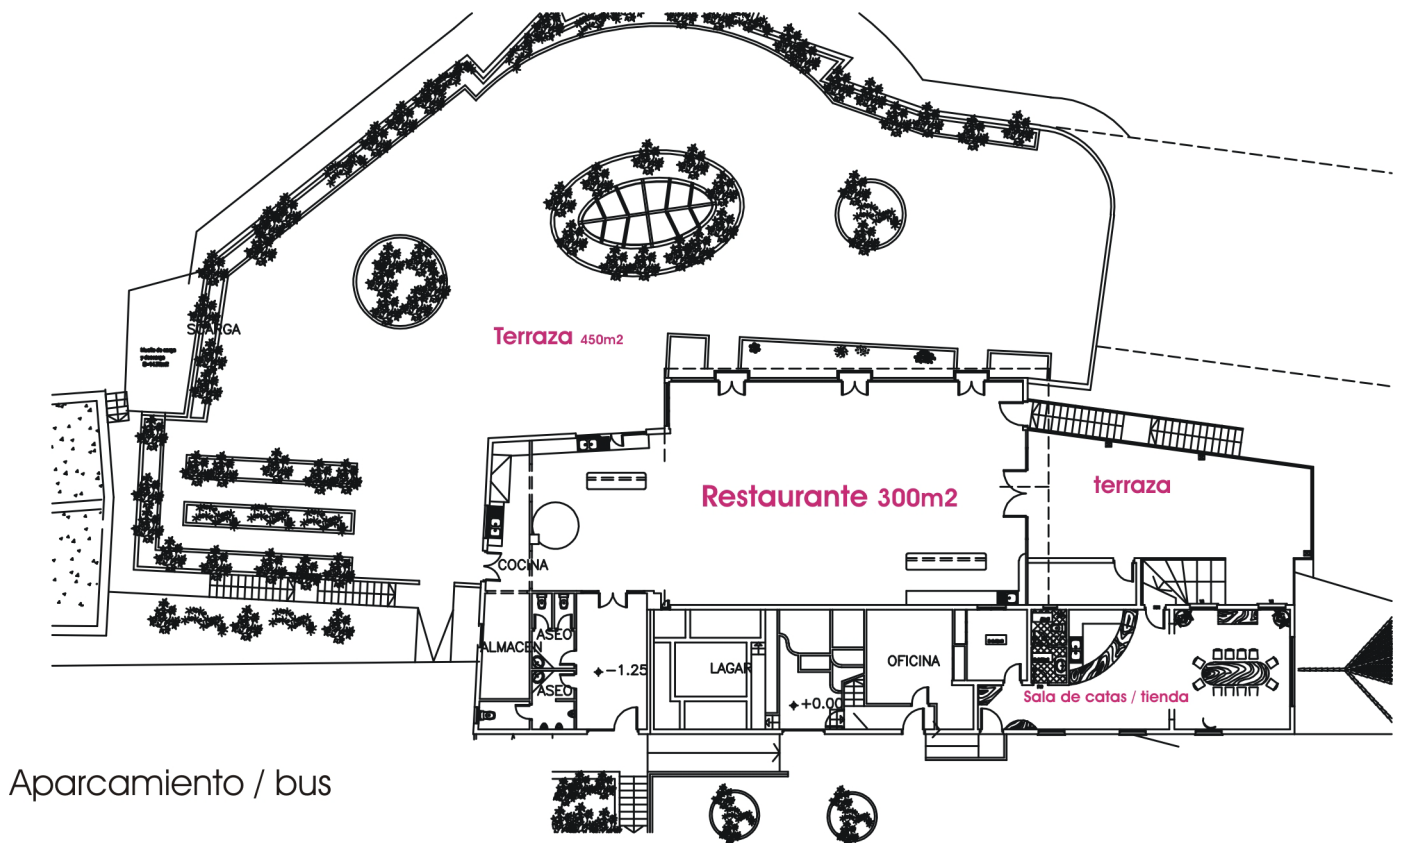 SCARGA
Terraza 450m2
Restaurante 300m2
terraza
COCINA
ASEO
ALMACEN
ASEO
-1.25
LAGAR
+0.00
OFICINA
Sala de catas / tienda
Aparcamiento / bus